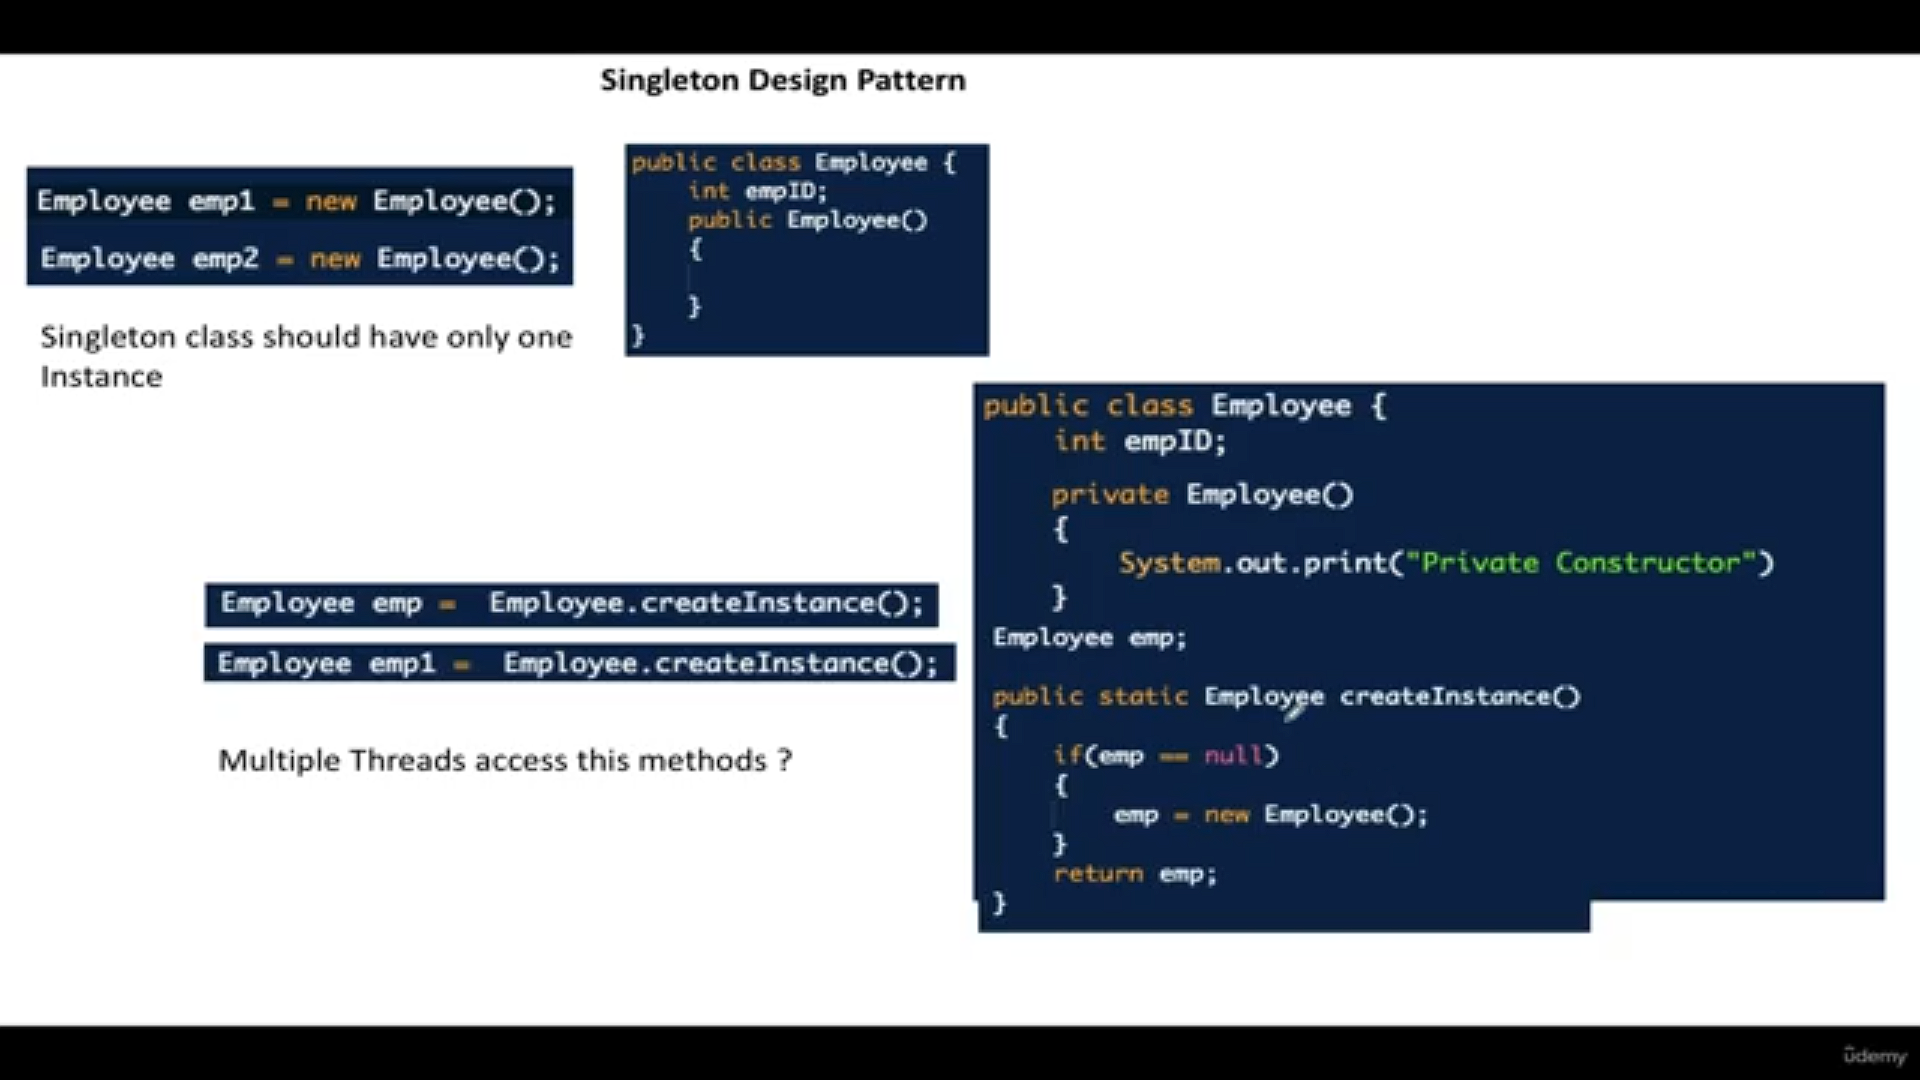 Singleton Design Pattern
Employee emp1 = new Employee();
Employee emp2 = new Employee();
Singleton class should have only one
Instance
public class Employee {
int empID;
public Employee()
{
}
}
public class Employee {
int empID;
private Employee()
{
System.out.print("Private Constructor")
}
Employee emp;
public static Employee createInstance()
{
if(emp == null)
{
emp = new Employee();
}
return emp;
}
Employee emp = Employee.createInstance();
Employee emp1 = Employee.createInstance();
Multiple Threads access this methods ?
udemy